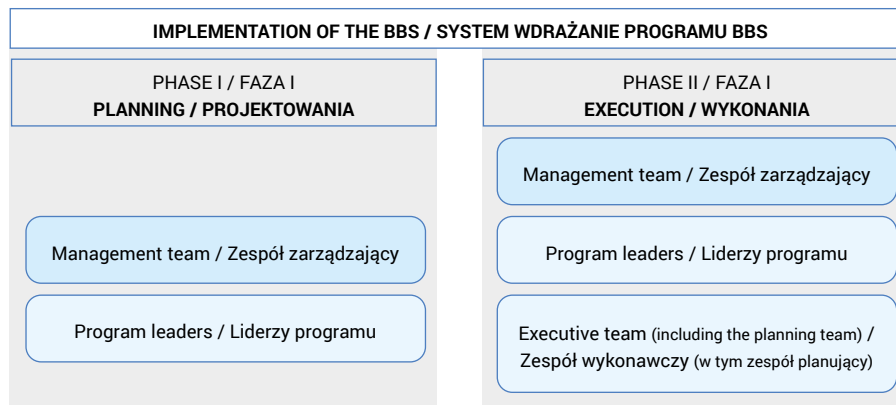 IMPLEMENTATION OF THE BBS / SYSTEM WDRAŻANIE PROGRAMU BBS
PHASE I / FAZA I
PLANNING / PROJEKTOWANIA
Management team / Zespół zarządzający
Program leaders / Liderzy programu
PHASE II / FAZA I
EXECUTION / WYKONANIA
Management team / Zespół zarządzający
Program leaders / Liderzy programu
Executive team (including the planning team) /
Zespół wykonawczy (w tym zespół planujący)